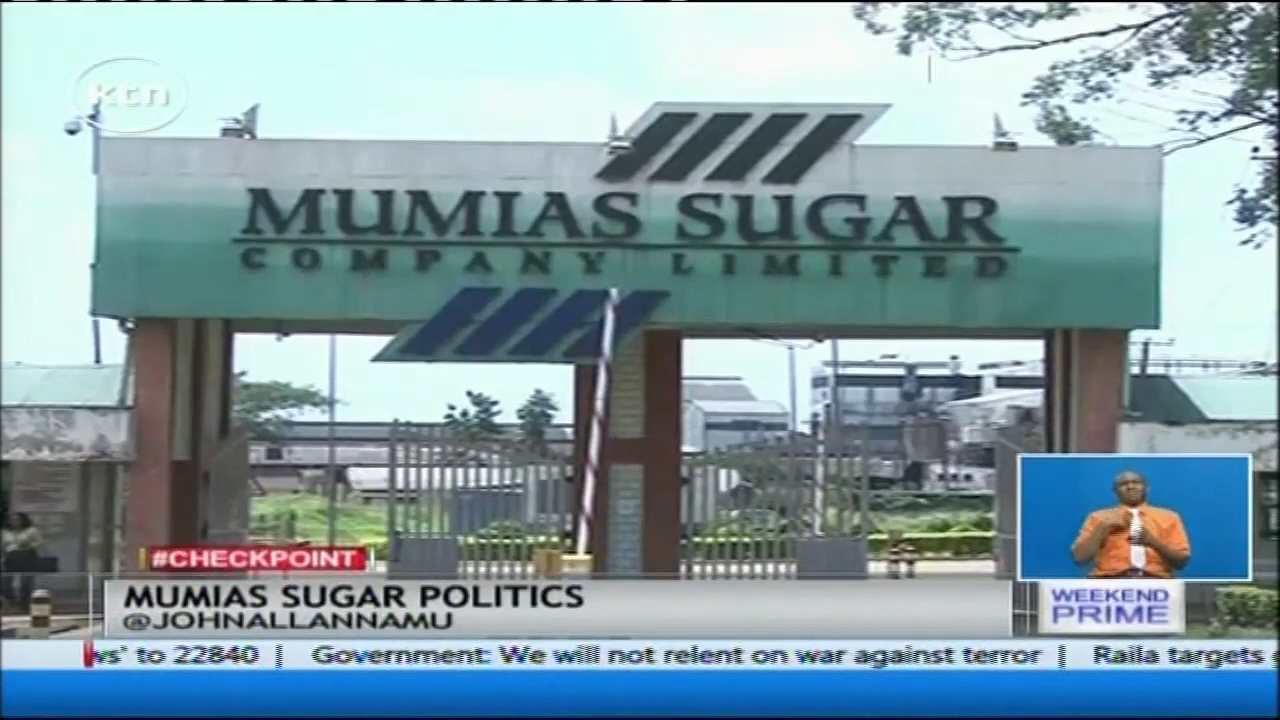 ktn
MUMIAS SUGAR
COMPANY LIMITED
#CHECKPOINT
MUMIAS SUGAR POLITICS
@JOHNALLANNAMU
WEEKEND
PRIME
to 22840 | Government: We will not relent on war against terror | Raila targets